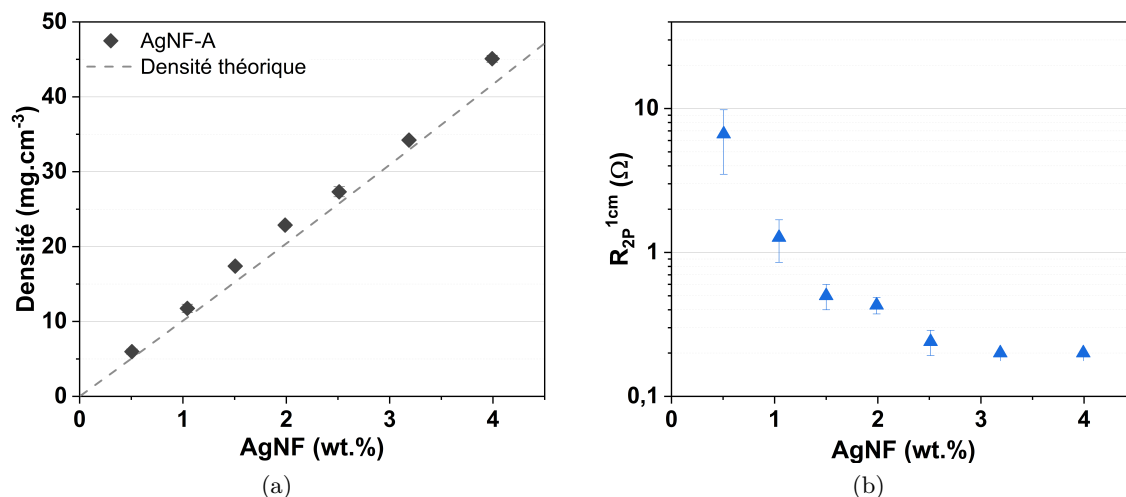 50
40
30
20
10
0
Densité (mg.cm⁻³)
AgNF-A
Densité théorique
0 1 2 3 4
AgNF (wt.%)
(a)
10
1
0,1
R₂ₚ¹ᶜᵐ (Ω)
0 1 2 3 4
AgNF (wt.%)
(b)